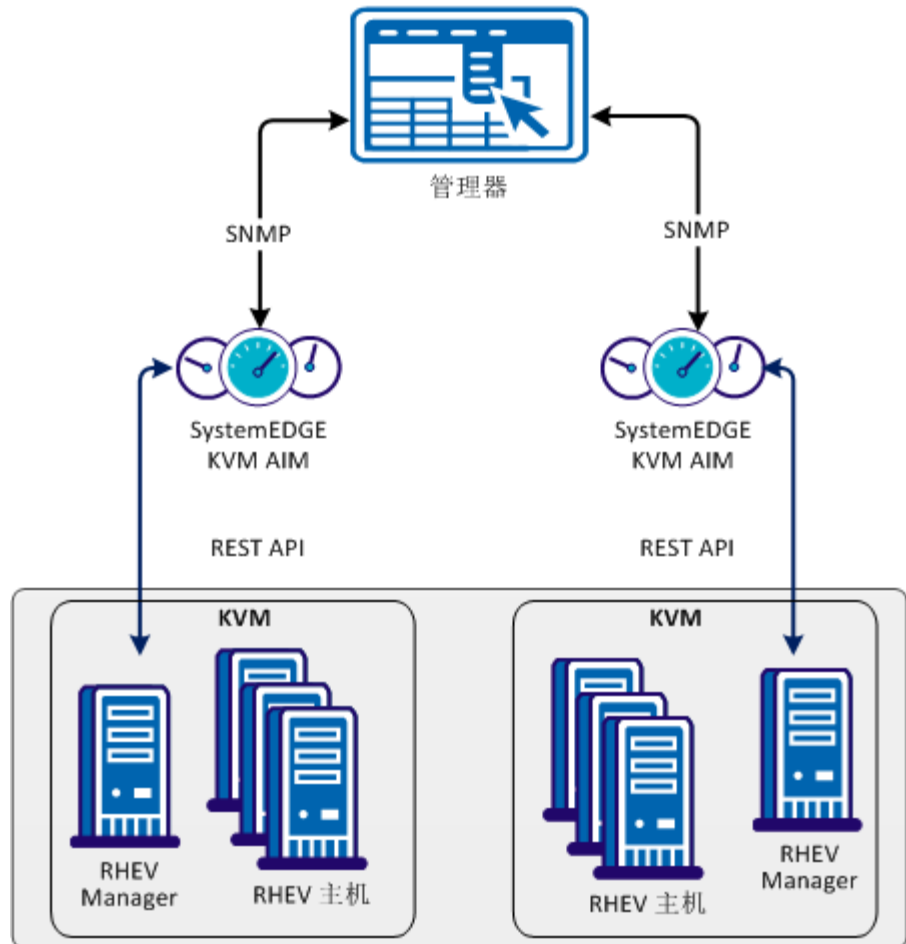 管理器
SNMP
SNMP
SystemEDGE
KVM AIM
SystemEDGE
KVM AIM
REST API
REST API
KVM
KVM
RHEV
Manager
RHEV 主机
RHEV 主机
RHEV
Manager